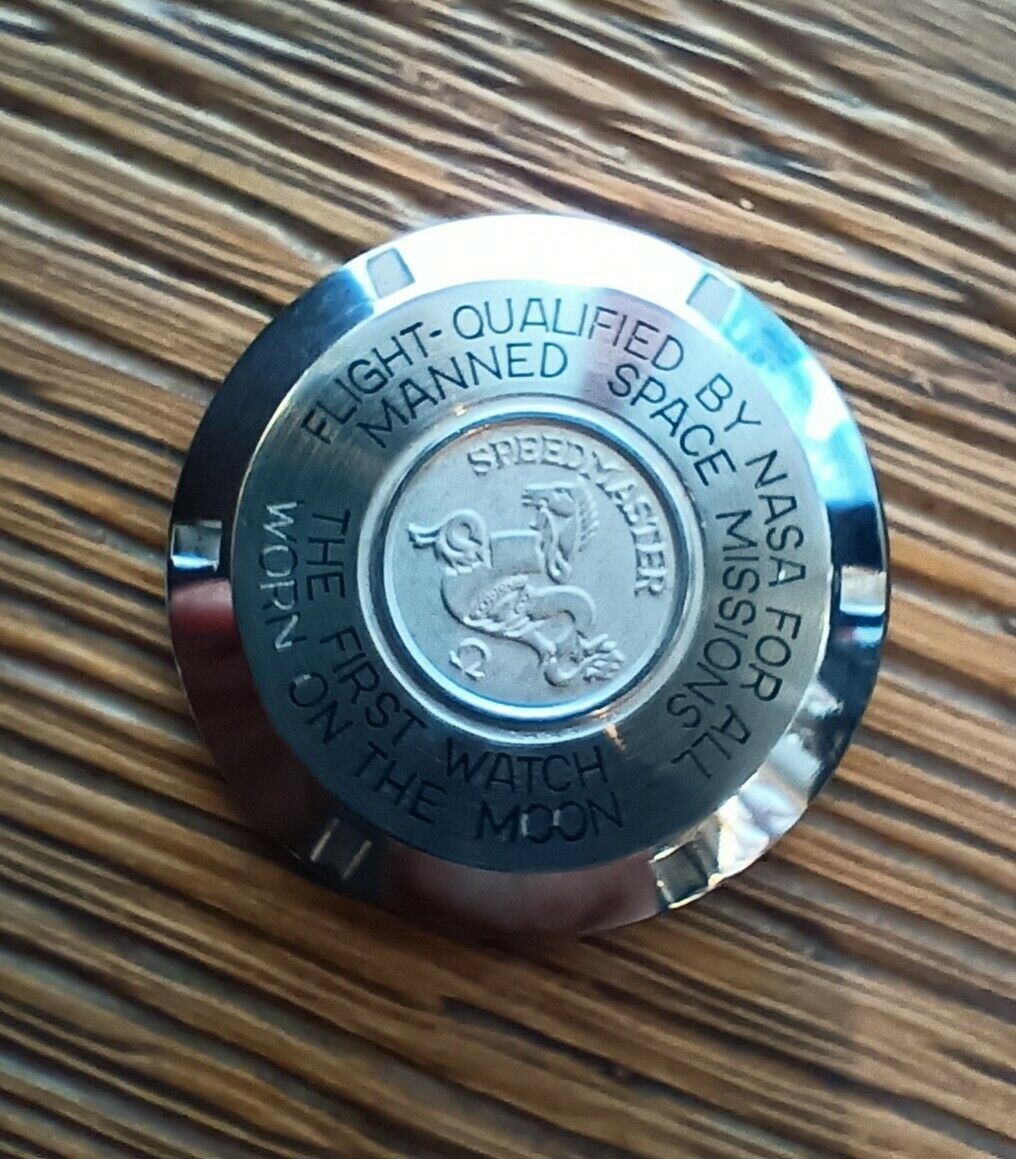 FLIGHT-QUALIFIED BY NASA FOR ALL
MANNED SPACE MISSIONS
THE FIRST WATCH
WORN ON THE MOON
SPEEDMASTER
Ω